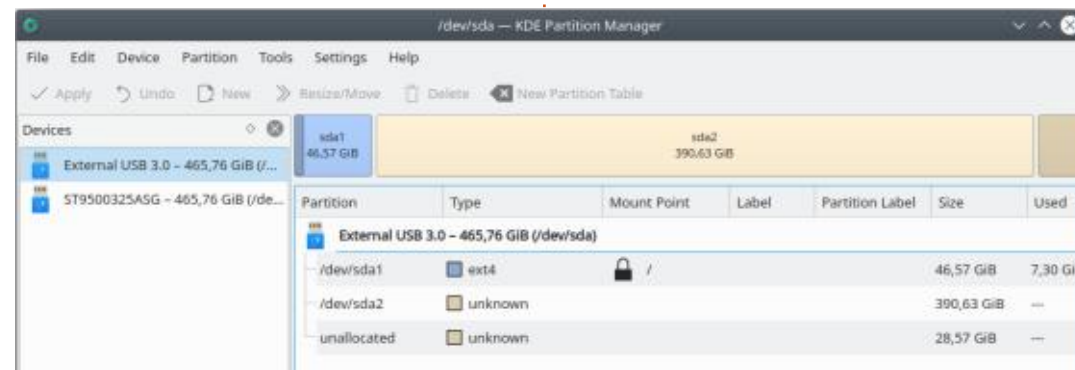 /dev/sda — KDE Partition Manager
File Edit Device Partition Tools Settings Help
Apply Undo New Resize/Move Delete New Partition Table
Devices
External USB 3.0 – 465,76 GiB (/...
ST9500325ASG – 465,76 GiB (/de...
sda1
46,57 GiB
sda2
390,63 GiB
Partition Type Mount Point Label Partition Label Size Used
External USB 3.0 – 465,76 GiB (/dev/sda)
/dev/sda1 ext4 / 46,57 GiB 7,30 Gi
/dev/sda2 unknown 390,63 GiB ---
unallocated unknown 28,57 GiB ---